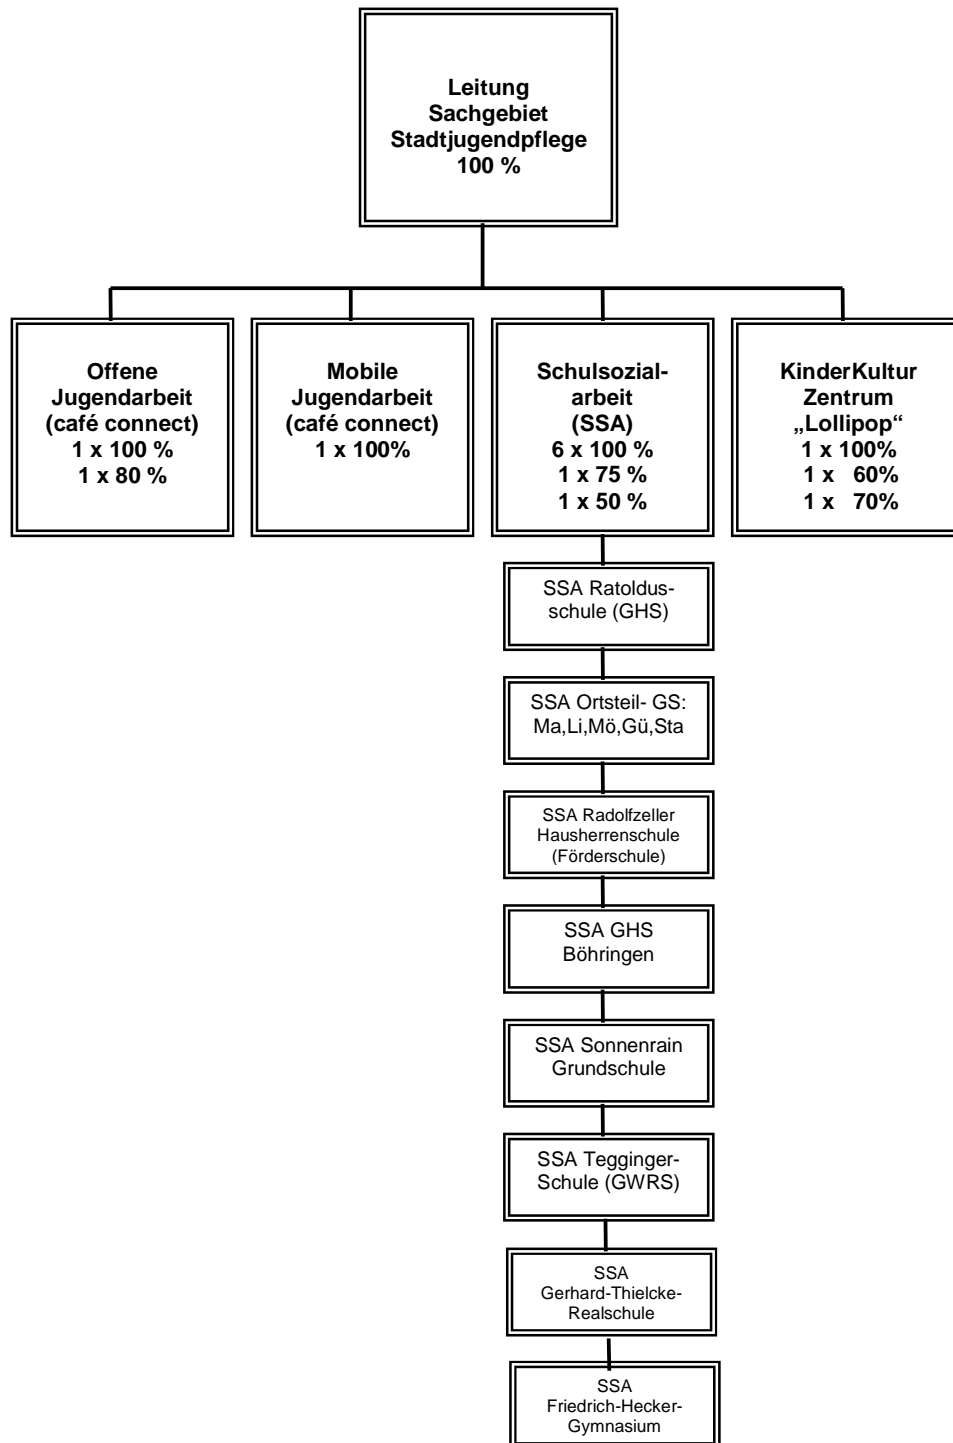 Leitung
Sachgebiet
Stadtjugendpflege
100 %
Offene
Jugendarbeit
(café connect)
1 x 100 %
1 x 80 %
Mobile
Jugendarbeit
(café connect)
1 x 100%
Schulsozial-
arbeit
(SSA)
6 x 100 %
1 x 75 %
1 x 50 %
KinderKultur
Zentrum
„Lollipop“
1 x 100%
1 x 60%
1 x 70%
SSA Ratoldus-
schule (GHS)
SSA Ortsteil- GS:
Ma,Li,Mö,Gü,Sta
SSA Radolfzeller
Hausherrenschule
(Förderschule)
SSA GHS
Böhringen
SSA Sonnenrain
Grundschule
SSA Tegginger-
Schule (GWRS)
SSA
Gerhard-Thielcke-
Realschule
SSA
Friedrich-Hecker-
Gymnasium